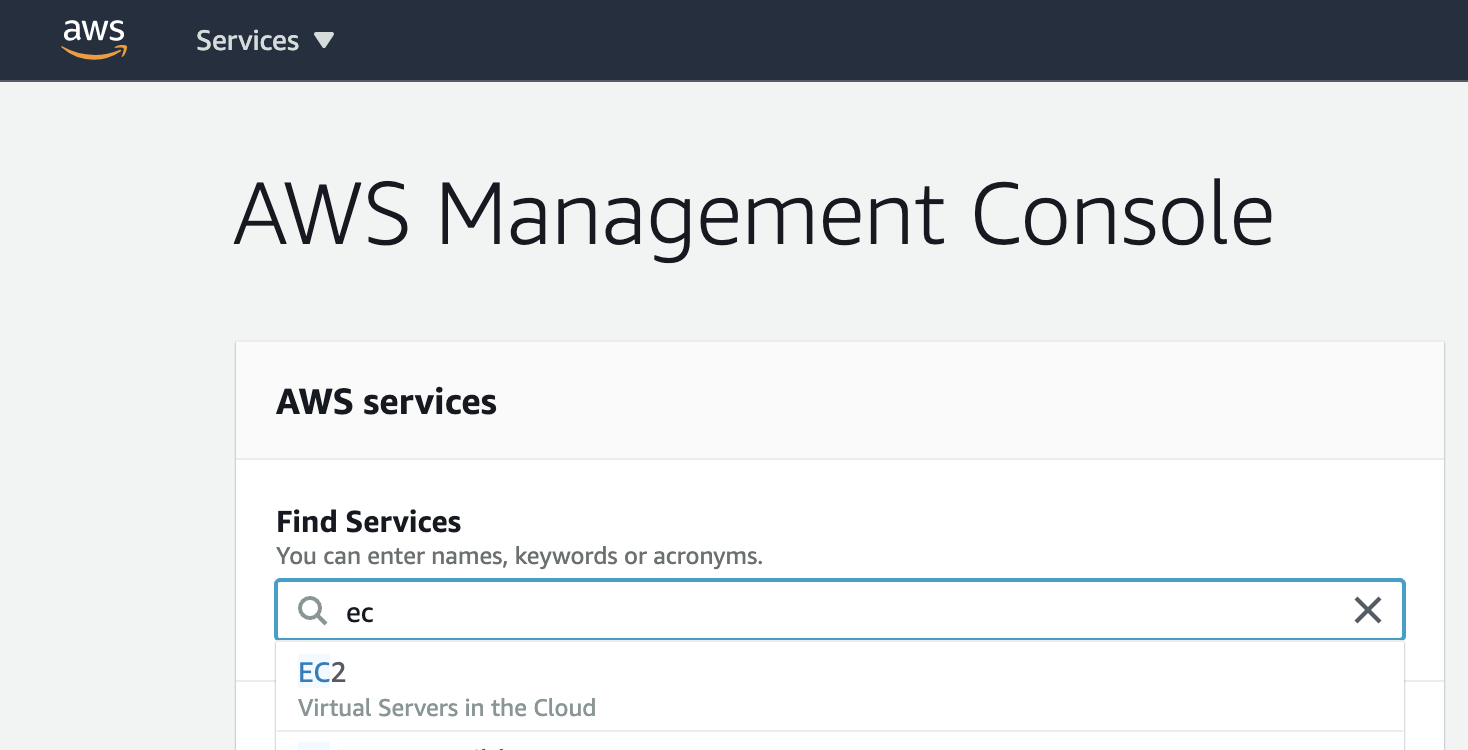 aws
Services
AWS Management Console
AWS services
Find Services
You can enter names, keywords or acronyms.
ec
EC2
Virtual Servers in the Cloud